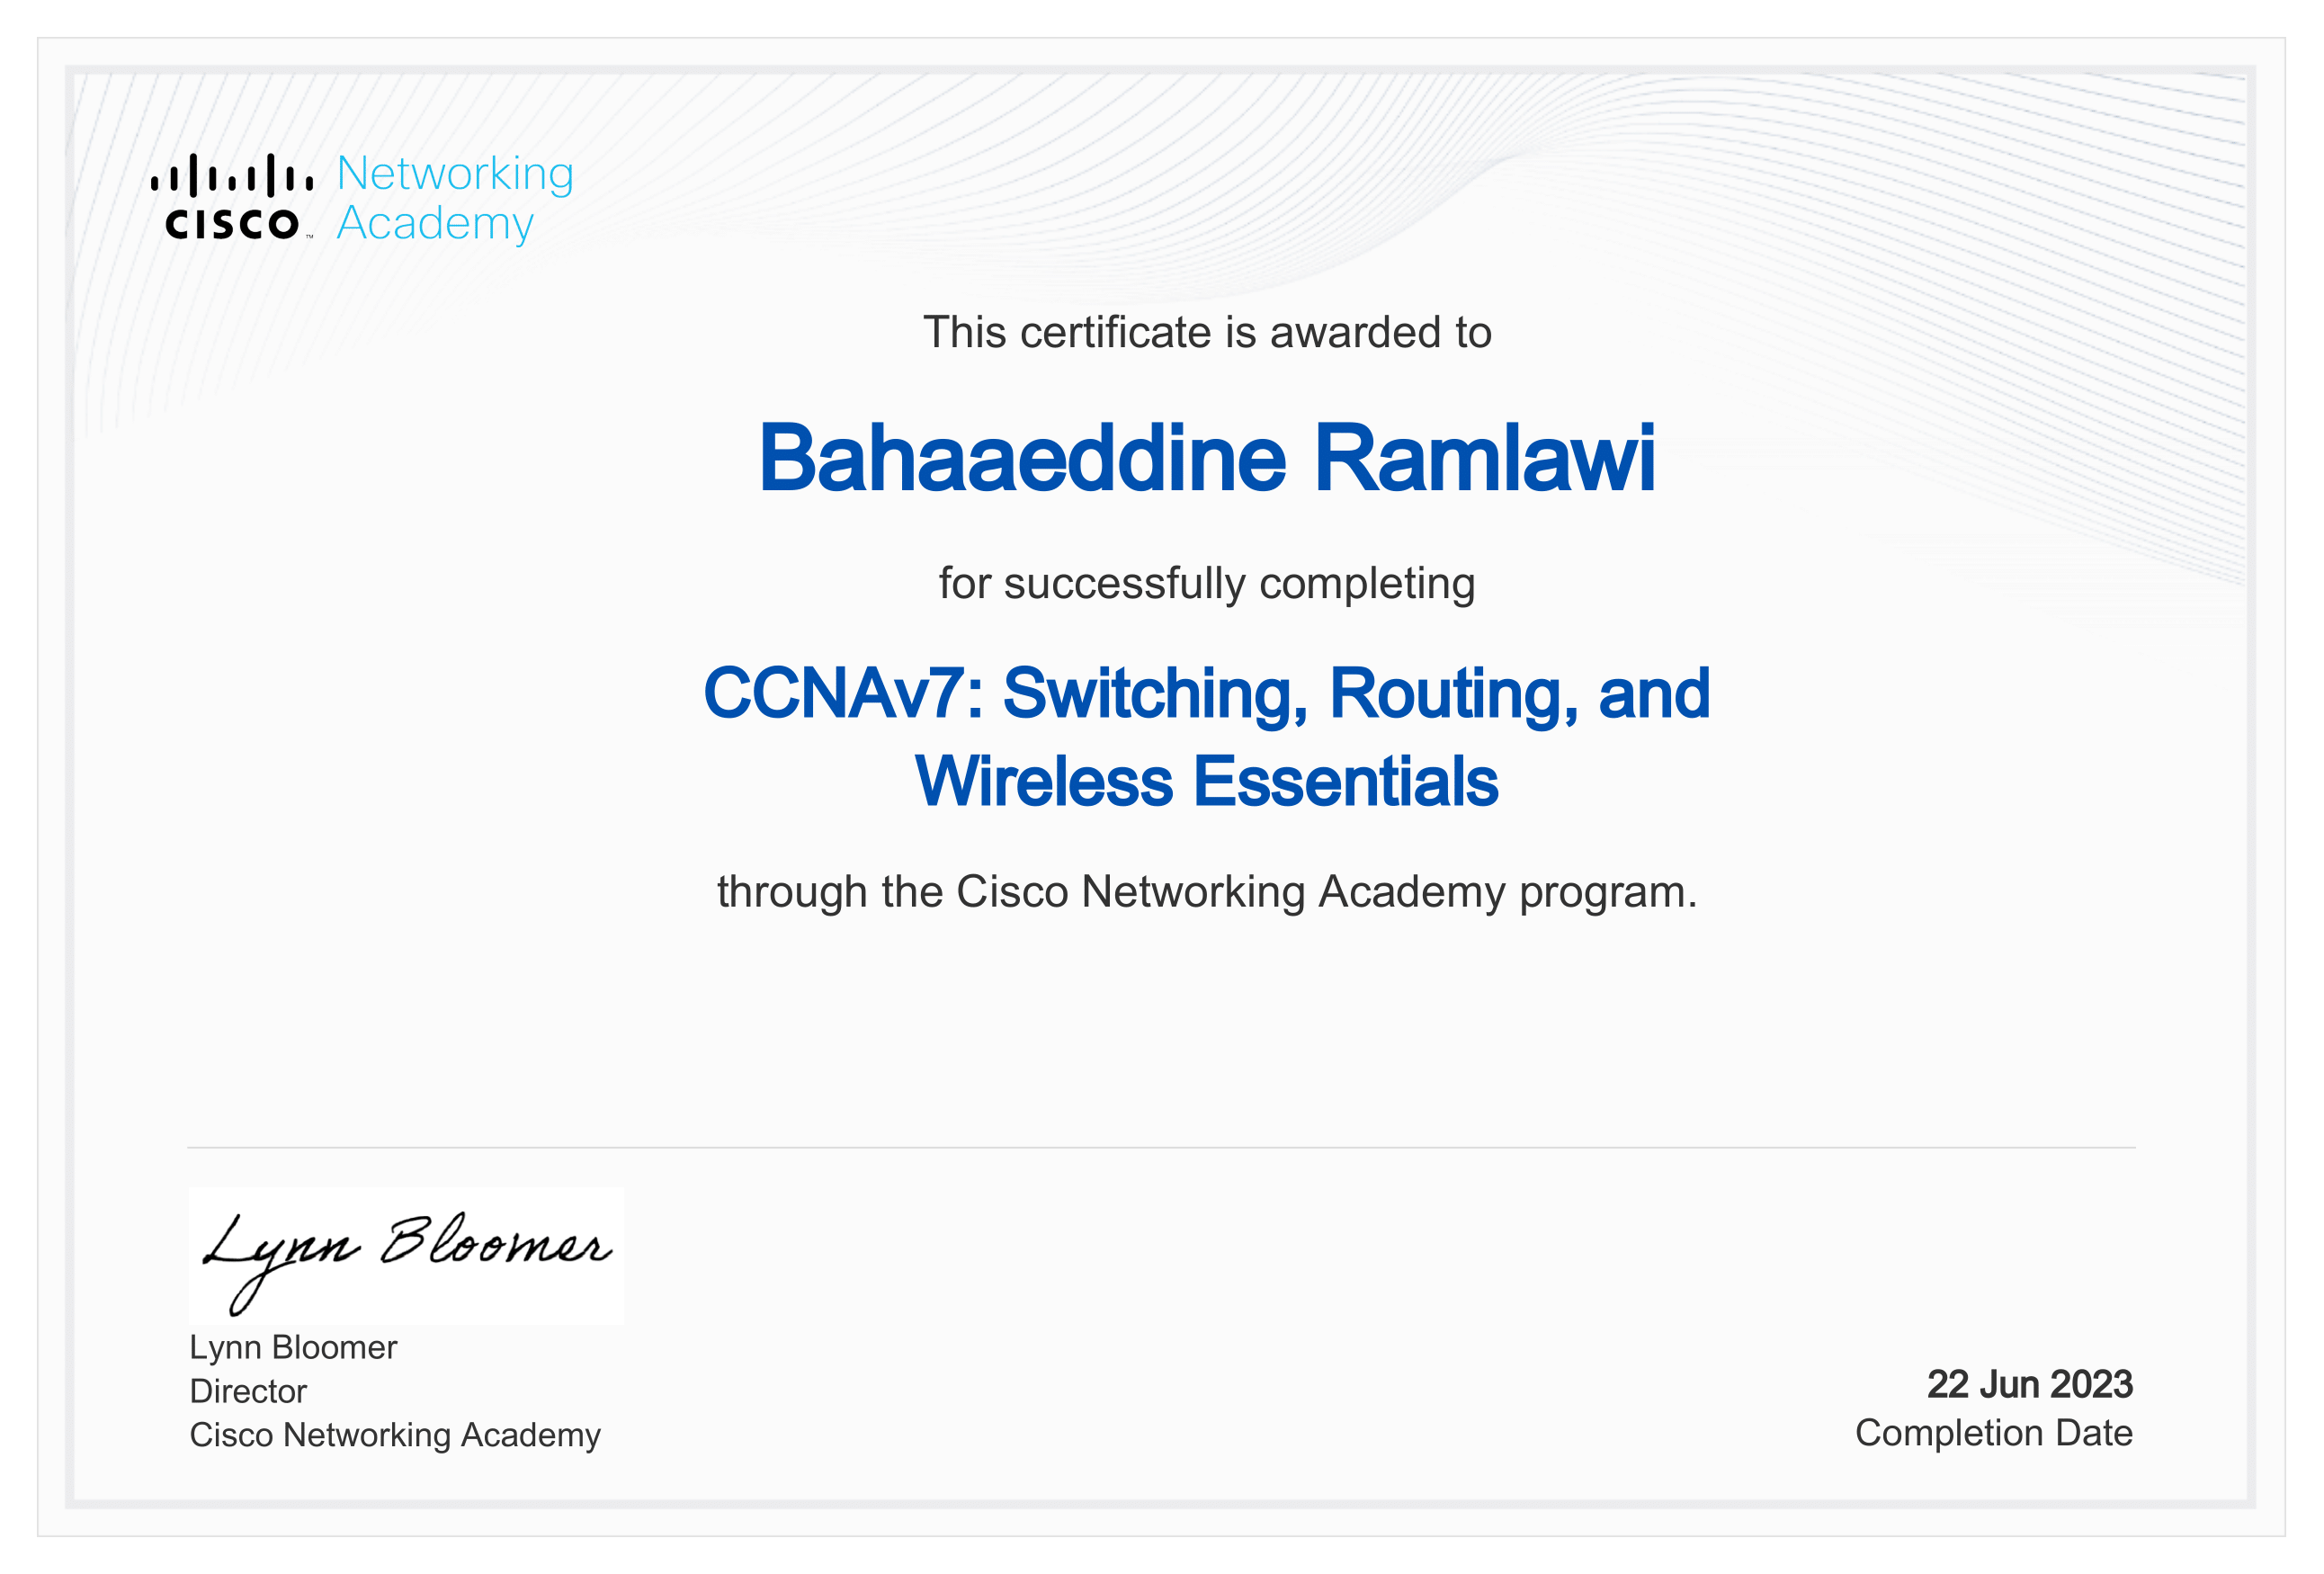 CISCO
Networking
Academy
This certificate is awarded to
Bahaaeddine Ramlawi
for successfully completing
CCNAv7: Switching, Routing, and
Wireless Essentials
through the Cisco Networking Academy program.
Lynn Bloomer
Lynn Bloomer
Director
Cisco Networking Academy
22 Jun 2023
Completion Date